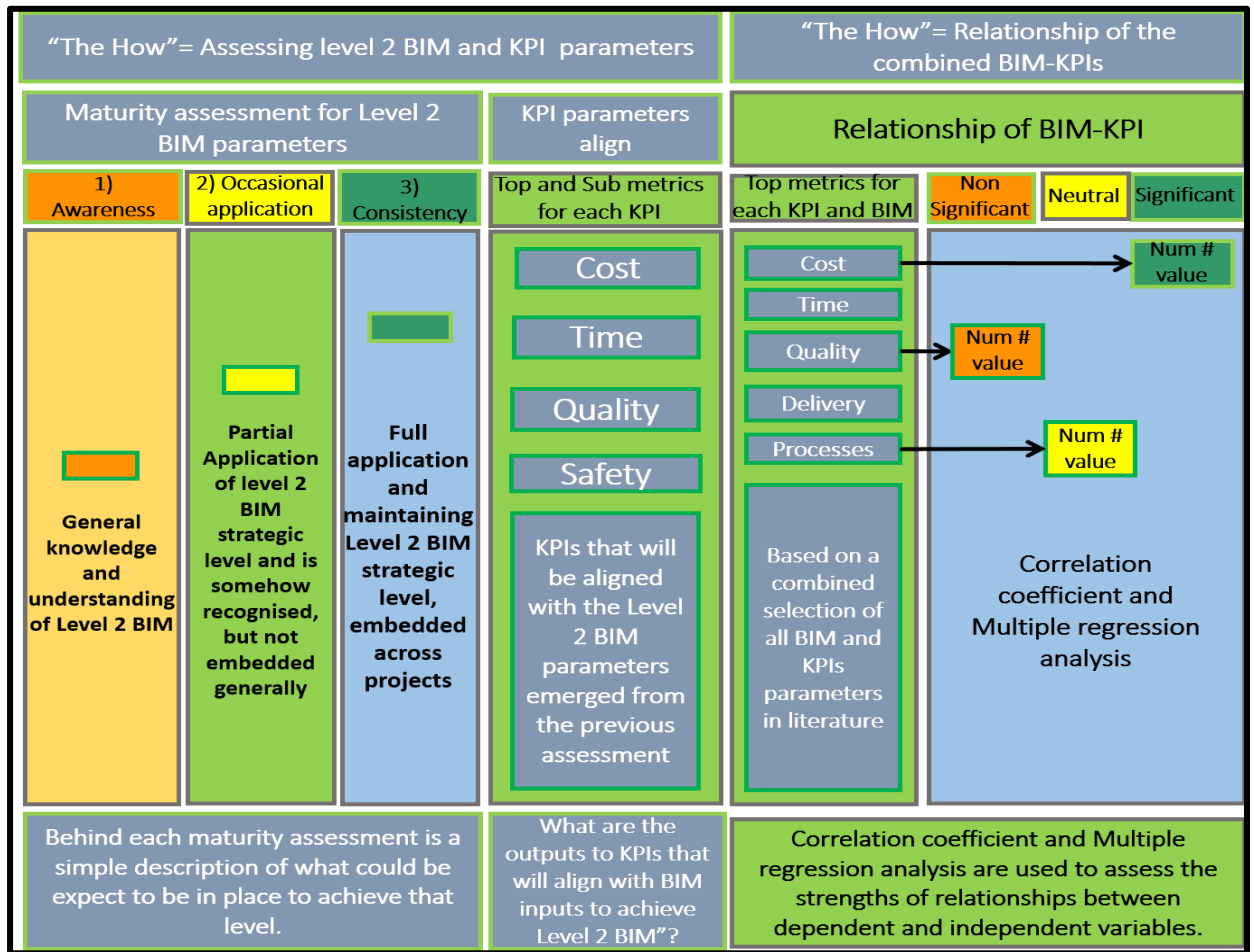 “The How”= Assessing level 2 BIM and KPI  parameters
“The How”= Relationship of the
combined BIM-KPIs
Maturity assessment for Level 2
BIM parameters
KPI parameters
align
Relationship of BIM-KPI
1)
Awareness
2) Occasional
application
3)
Consistency
Top and Sub metrics
for each KPI
Top metrics for
each KPI and BIM
Non
Significant
Neutral
Significant
General
knowledge
and
understanding
of Level 2 BIM
Partial
Application
of level 2
BIM
strategic
level and is
somehow
recognised,
but not
embedded
generally
Full
application
and
maintaining
Level 2 BIM
strategic
level,
embedded
across
projects
Cost
Time
Quality
Safety
KPIs that will
be aligned
with the Level
2 BIM
parameters
emerged from
the previous
assessment
Cost
Time
Quality
Delivery
Processes
Based on a
combined
selection of
all BIM and
KPIs
parameters
in literature
Num #
value
Num #
value
Num #
value
Correlation
coefficient and
Multiple regression
analysis
Behind each maturity assessment is a
simple description of what could be
expect to be in place to achieve that
level.
What are the
outputs to KPIs that
will align with BIM
inputs to achieve
Level 2 BIM”?
Correlation coefficient and Multiple
regression analysis are used to assess the
strengths of relationships between
dependent and independent variables.